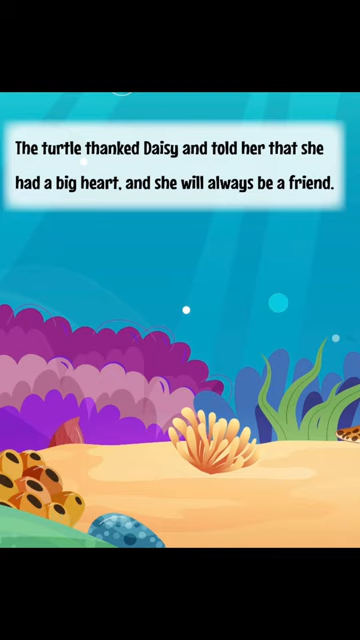 The turtle thanked Daisy and told her that she
had a big heart, and she will always be a friend.